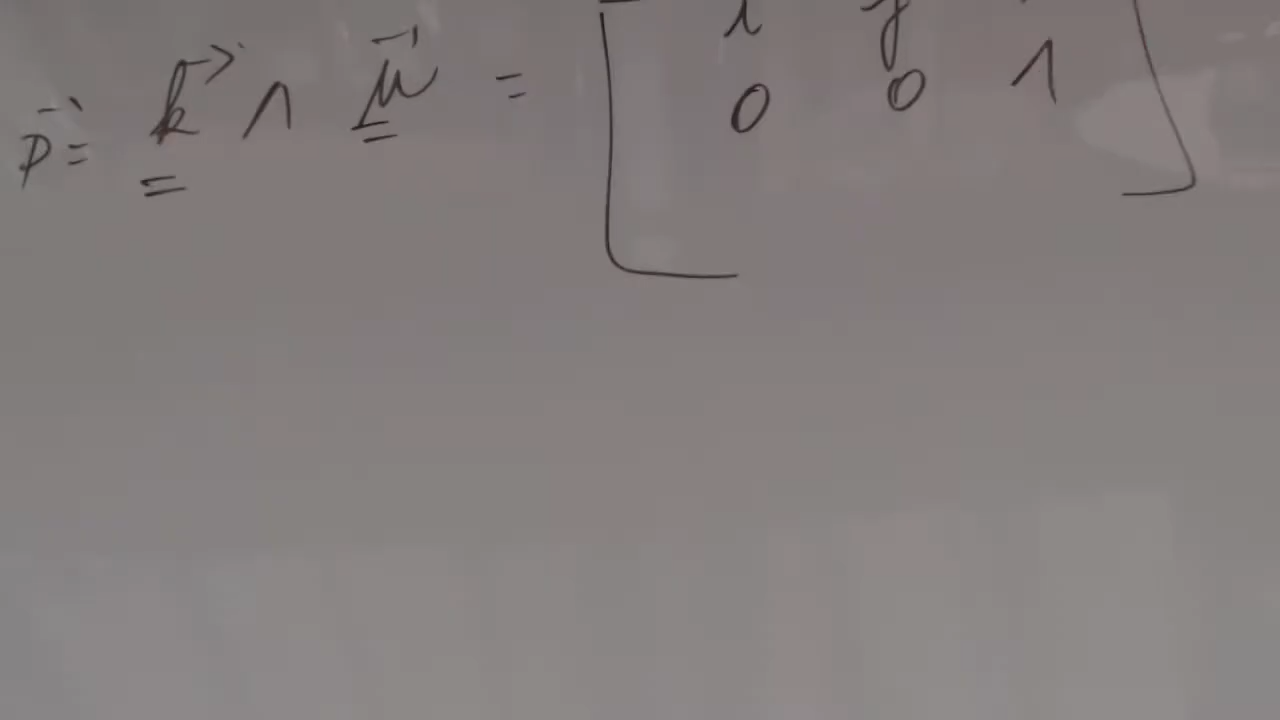 i j
p⃗ = k⃗ ∧ u⃗ = [ 0 0 1 ]